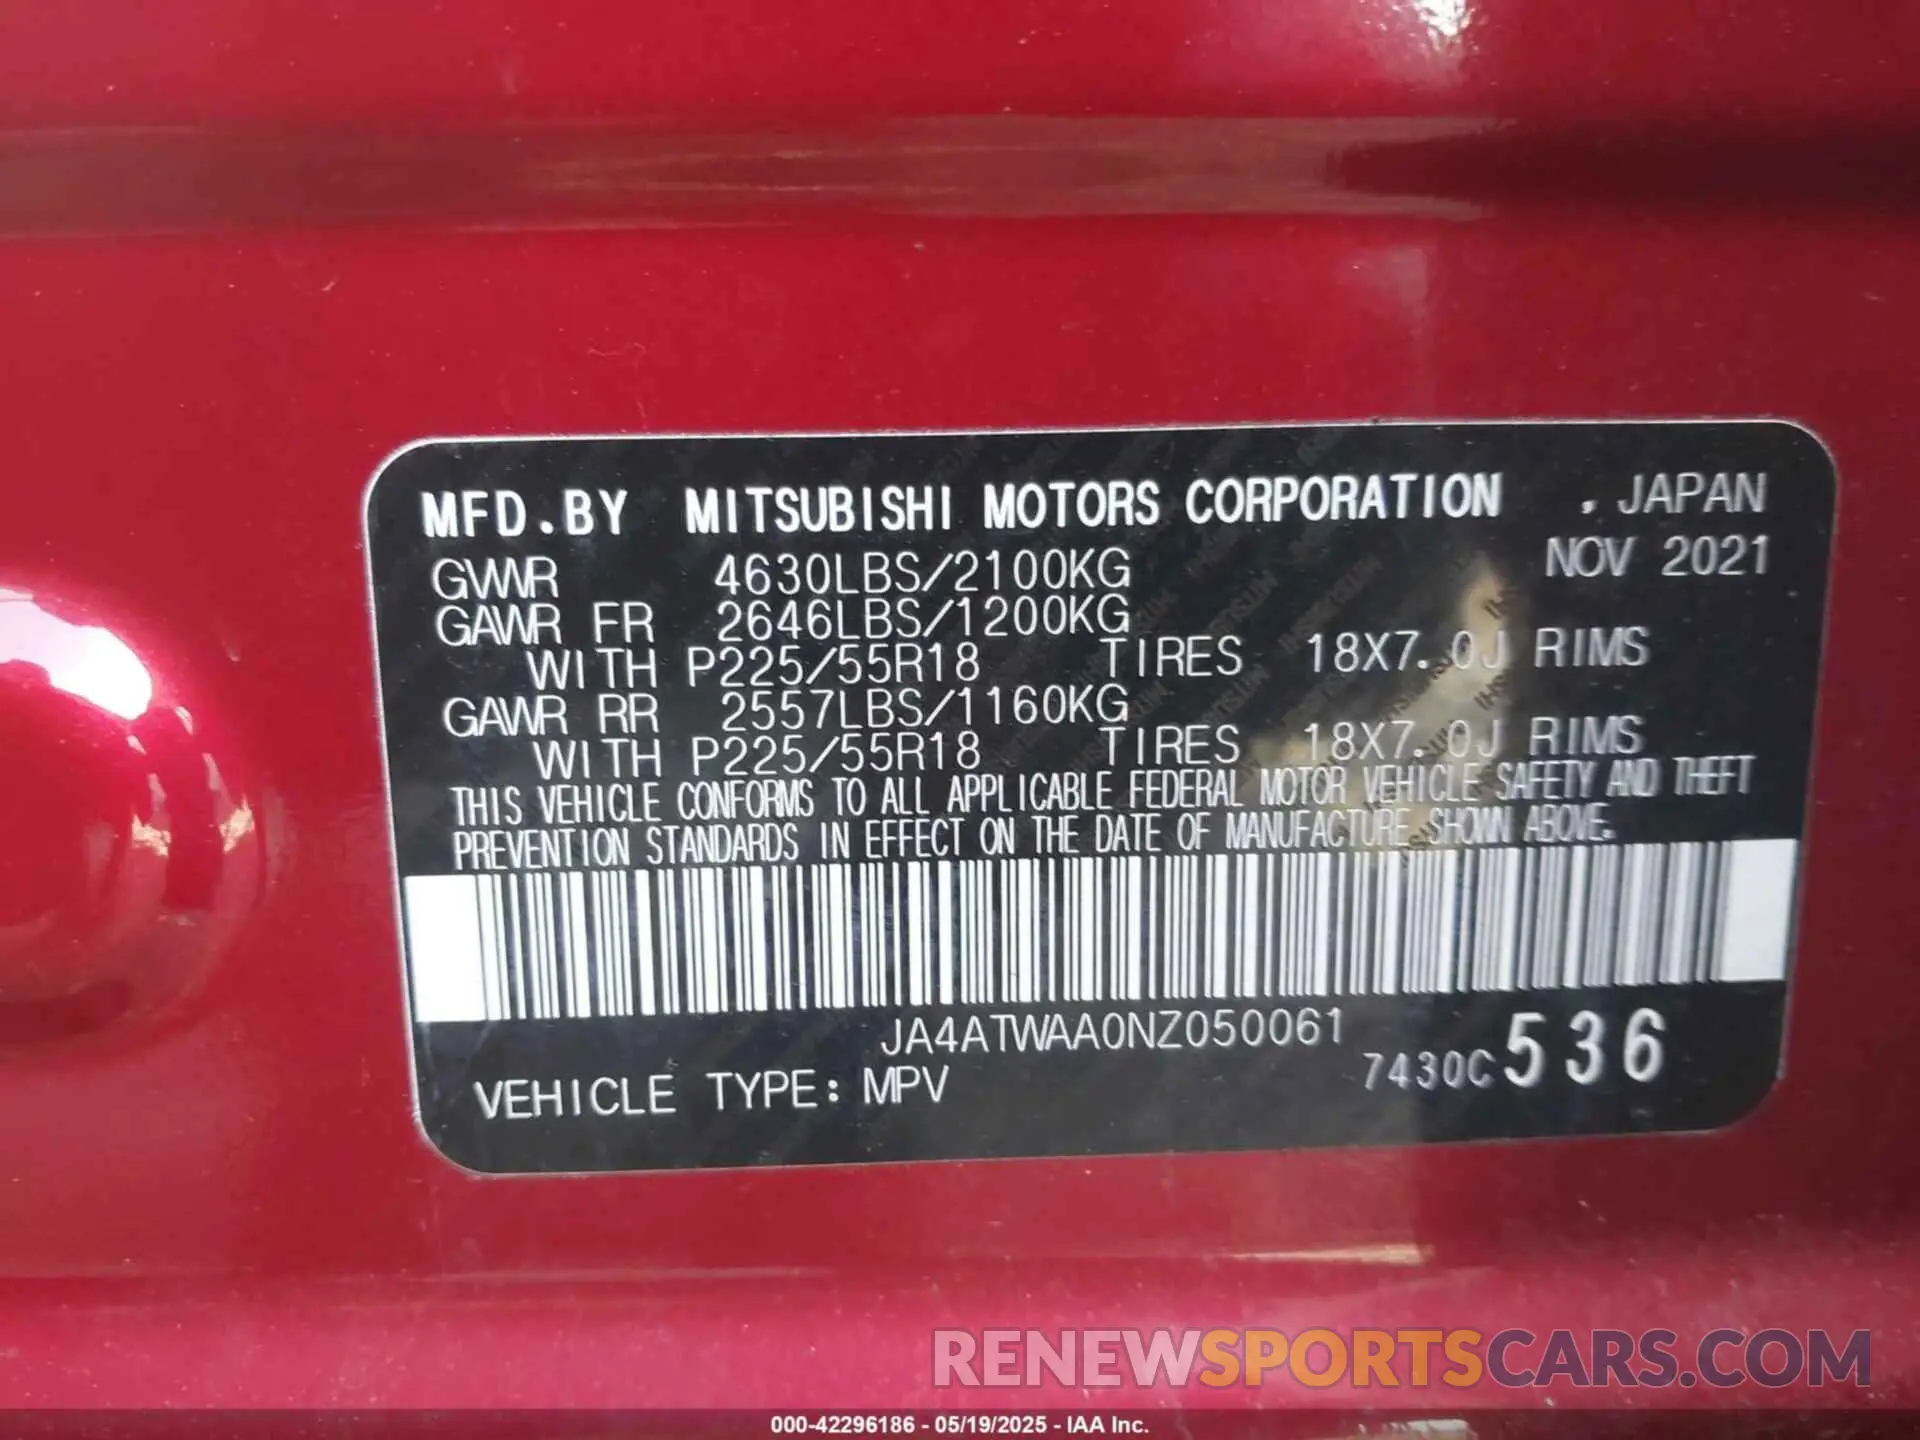 MFD.BY MITSUBISHI MOTORS CORPORATION , JAPAN
GVWR 4630LBS/2100KG NOV 2021
GAWR FR 2646LBS/1200KG
WITH P225/55R18 TIRES 18X7.0J RIMS
GAWR RR 2557LBS/1160KG
WITH P225/55R18 TIRES 18X7.0J RIMS
THIS VEHICLE CONFORMS TO ALL APPLICABLE FEDERAL MOTOR VEHICLE SAFETY AND THEFT
PREVENTION STANDARDS IN EFFECT ON THE DATE OF MANUFACTURE SHOWN ABOVE.
JA4ATWAA0NZ050061
VEHICLE TYPE: MPV 7430C 536
RENEWSPORTSCARS.COM
000-42296186 - 05/19/2025 - IAA Inc.